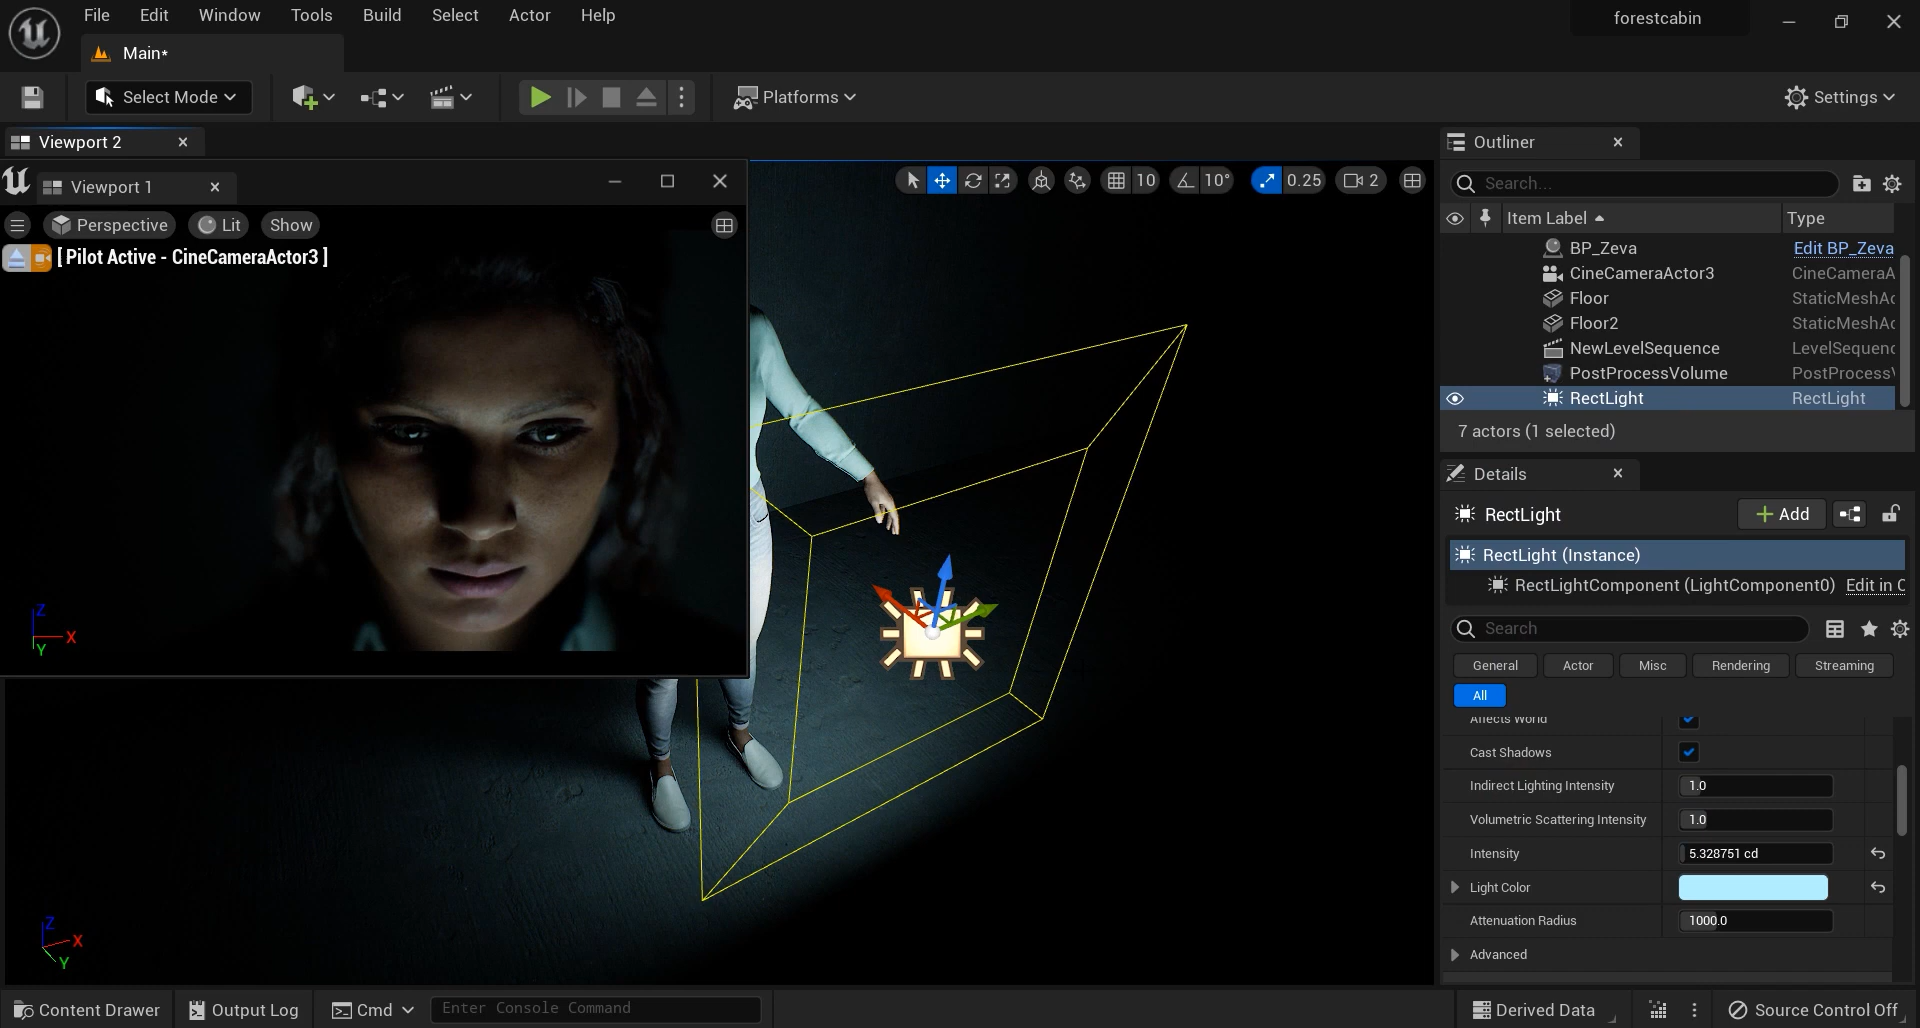 File Edit Window Tools Build Select Actor Help
forestcabin
Main*
Select Mode
Platforms
Settings
Viewport 2
Viewport 1
Perspective Lit Show
[ Pilot Active - CineCameraActor3 ]
Z
X
Y
10 10° 0.25 2
Z
X
Y
Outliner
Search...
Item Label Type
BP_Zeva Edit BP_Zeva
CineCameraActor3 CineCameraA
Floor StaticMeshAc
Floor2 StaticMeshAc
NewLevelSequence LevelSequenc
PostProcessVolume PostProcessV
RectLight RectLight
7 actors (1 selected)
Details
RectLight Add
RectLight (Instance)
RectLightComponent (LightComponent0) Edit in C
Search
General Actor Misc Rendering Streaming
All
Affects World
Cast Shadows
Indirect Lighting Intensity 1.0
Volumetric Scattering Intensity 1.0
Intensity 5.328751 cd
Light Color
Attenuation Radius 1000.0
Advanced
Content Drawer Output Log Cmd Enter Console Command Derived Data Source Control Off